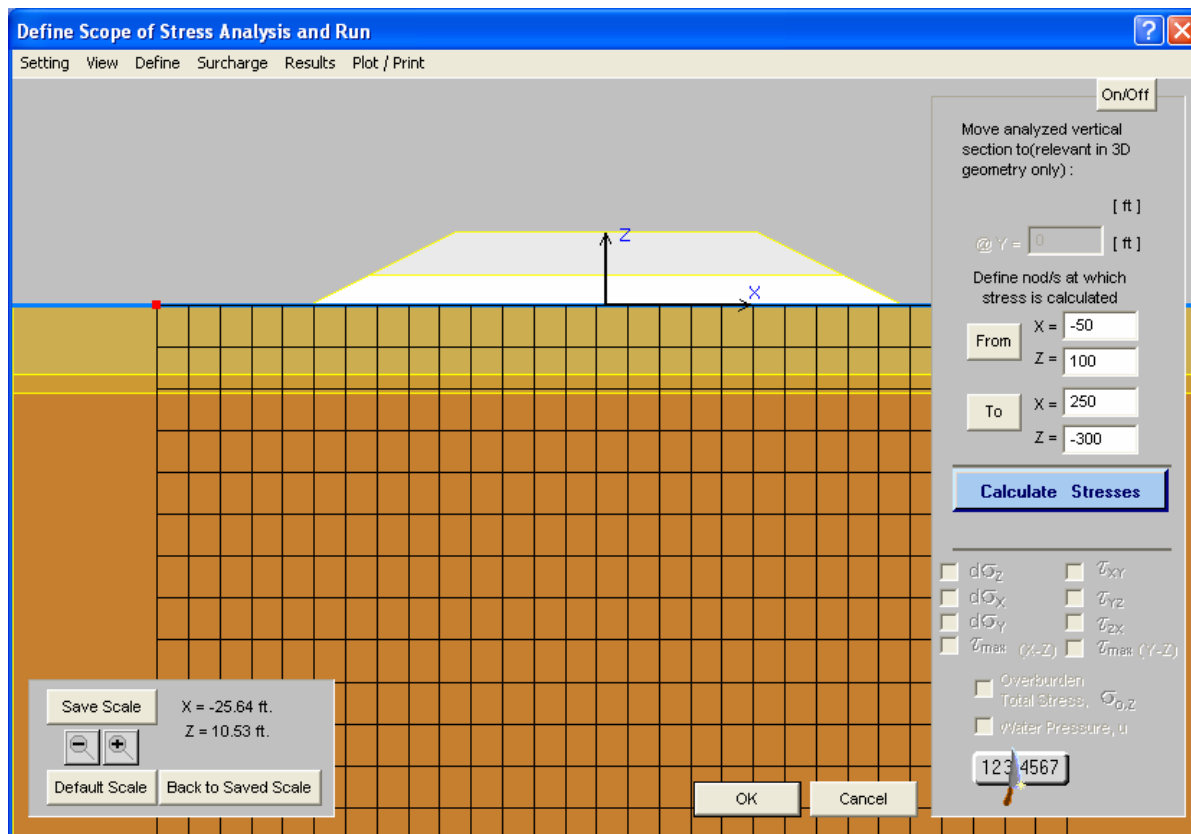 Define Scope of Stress Analysis and Run
Setting View Define Surcharge Results Plot / Print
On/Off
Move analyzed vertical
section to(relevant in 3D
geometry only) :
[ ft ]
@ Y = 0 [ ft ]
Define nod/s at which
stress is calculated
From X = -50
Z = 100
To X = 250
Z = -300
Calculate Stresses
dσZ τXY
dσX τYZ
dσY τZX
τmax (X-Z) τmax (Y-Z)
Overburden
Total Stress, σ0,Z
Water Pressure, u
123 4567
Z
X
Save Scale X = -25.64 ft.
Z = 10.53 ft.
Default Scale Back to Saved Scale
OK Cancel